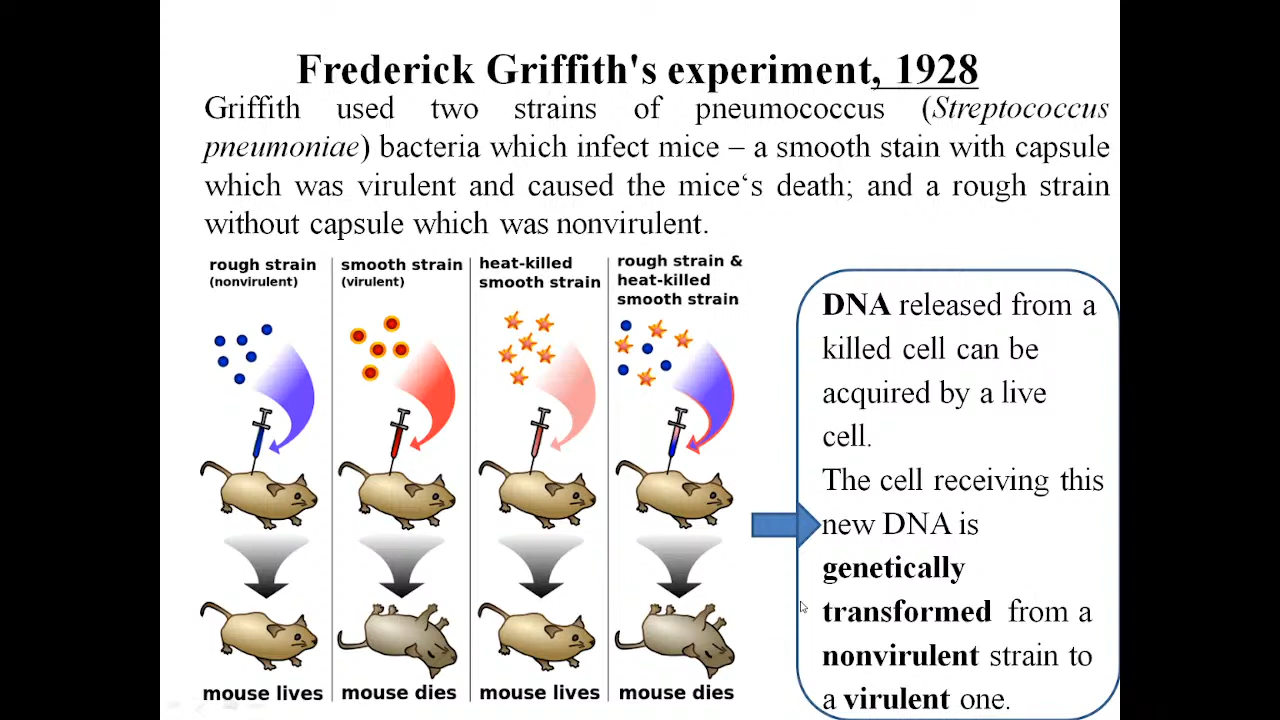 Frederick Griffith's experiment, 1928
Griffith used two strains of pneumococcus (Streptococcus
pneumoniae) bacteria which infect mice – a smooth stain with capsule
which was virulent and caused the mice‘s death; and a rough strain
without capsule which was nonvirulent.
rough strain
(nonvirulent)
smooth strain
(virulent)
heat-killed
smooth strain
rough strain &
heat-killed
smooth strain
mouse lives
mouse dies
mouse lives
mouse dies
DNA released from a
killed cell can be
acquired by a live
cell.
The cell receiving this
new DNA is
genetically
transformed from a
nonvirulent strain to
a virulent one.